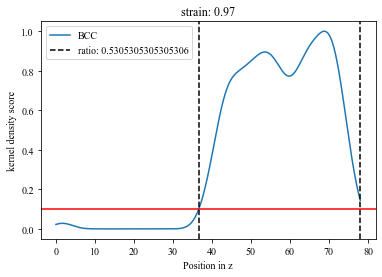 strain: 0.97
BCC
ratio: 0.5305305305305306
kernel density score
1.0
0.8
0.6
0.4
0.2
0.0
0 10 20 30 40 50 60 70 80
Position in z